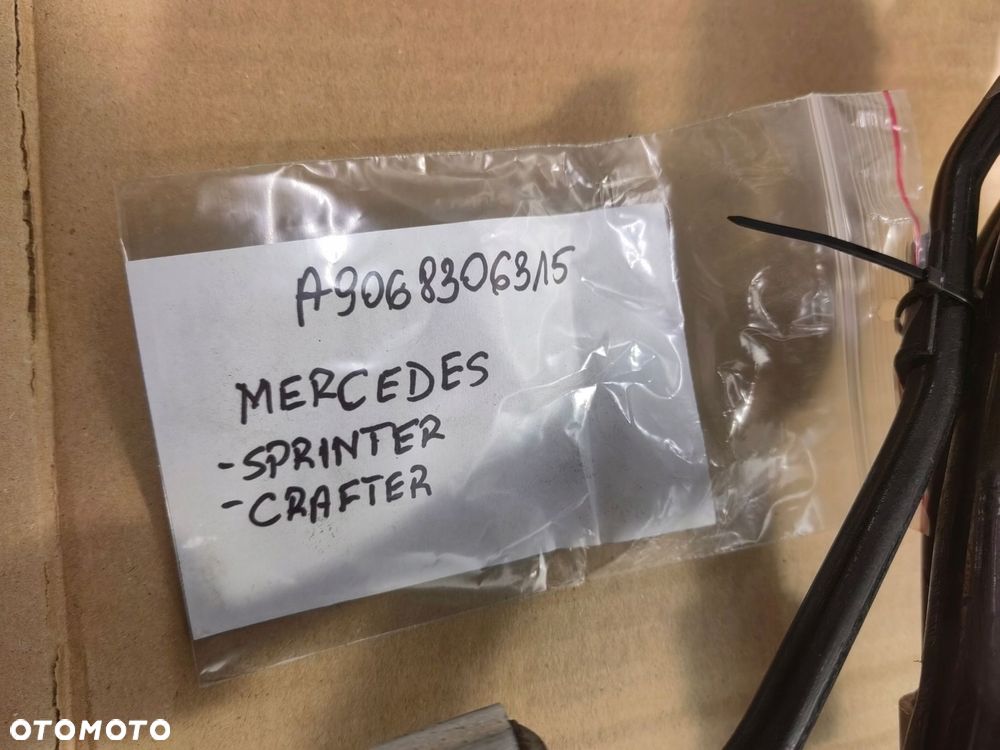 A9068306315
MERCEDES
-SPRINTER
-CRAFTER
OTOMOTO